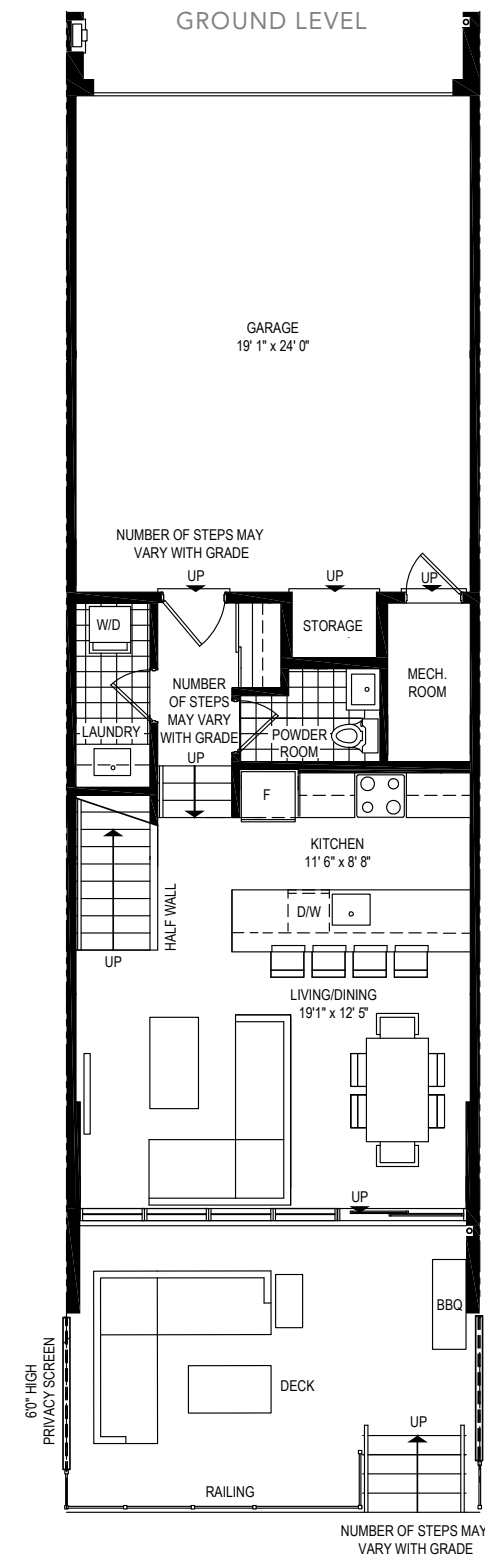 GROUND LEVEL
GARAGE
19' 1" x 24' 0"
NUMBER OF STEPS MAY
VARY WITH GRADE
UP
UP
UP
W/D
STORAGE
MECH.
ROOM
NUMBER
OF STEPS
MAY VARY
WITH GRADE
LAUNDRY
POWDER
ROOM
UP
F
KITCHEN
11' 6" x 8' 8"
HALF WALL
D/W
UP
LIVING/DINING
19'1" x 12' 5"
UP
BBQ
6'0" HIGH
PRIVACY SCREEN
DECK
UP
RAILING
NUMBER OF STEPS MAY
VARY WITH GRADE